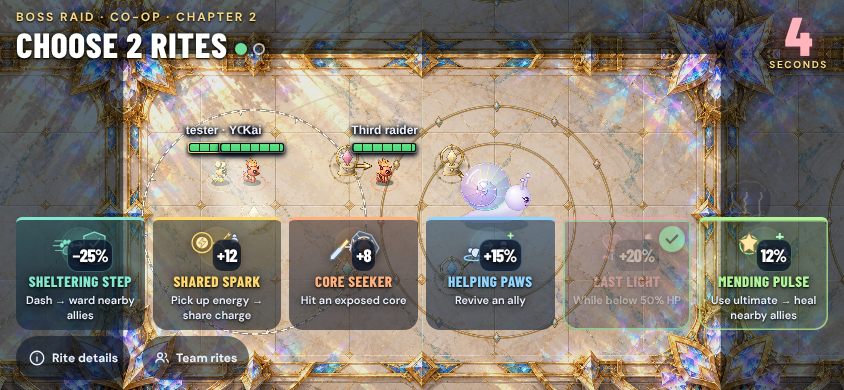 BOSS RAID · CO-OP · CHAPTER 2
CHOOSE 2 RITES
4
SECONDS
Kai
tester ·
Third raider
-25%
SHELTERING STEP
Dash → ward nearby
allies
+12
SHARED SPARK
Pick up energy →
share charge
+8
CORE SEEKER
Hit an exposed core
+15%
HELPING PAWS
Revive an ally
+20%
LAST LIGHT
While below 50% HP
12%
MENDING PULSE
Use ultimate → heal
nearby allies
Rite details
Team rites